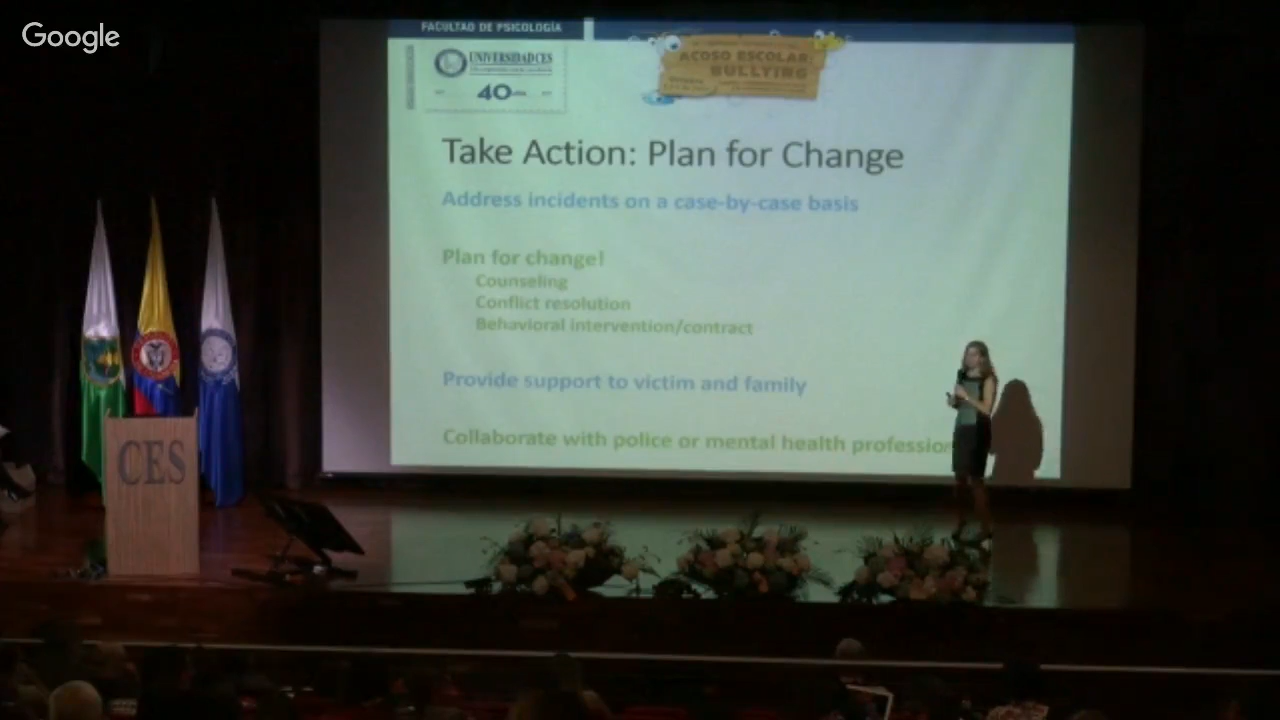 Google
FACULTAD DE PSICOLOGÍA
UNIVERSIDAD CES
40
ACOSO ESCOLAR:
BULLYING
Take Action: Plan for Change
Address incidents on a case-by-case basis
Plan for change!
Counseling
Conflict resolution
Behavioral intervention/contract
Provide support to victim and family
Collaborate with police or mental health profession
CES